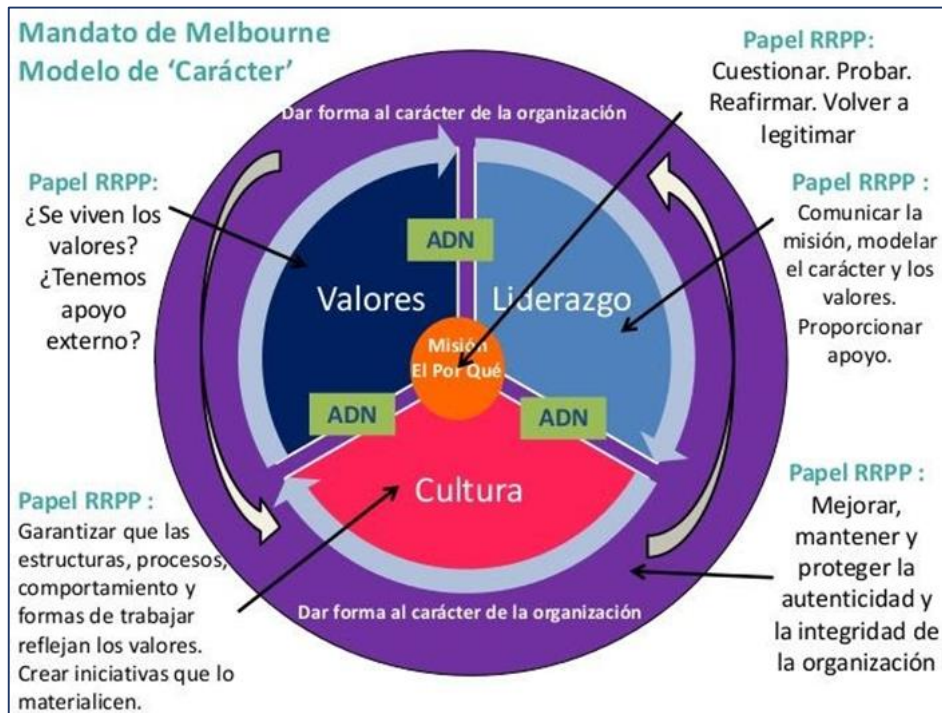 Mandato de Melbourne
Modelo de ‘Carácter’
Papel RRPP:
Cuestionar. Probar.
Reafirmar. Volver a
legitimar
Dar forma al carácter de la organización
Papel RRPP:
¿Se viven los
valores?
¿Tenemos
apoyo
externo?
Papel RRPP :
Comunicar la
misión, modelar
el carácter y los
valores.
Proporcionar
apoyo.
ADN
Valores
Liderazgo
Misión
El Por Qué
ADN
ADN
Cultura
Papel RRPP :
Garantizar que las
estructuras, procesos,
comportamiento y
formas de trabajar
reflejan los valores.
Crear iniciativas que lo
materialicen.
Papel RRPP :
Mejorar,
mantener y
proteger la
autenticidad y
la integridad de
la organización
Dar forma al carácter de la organización